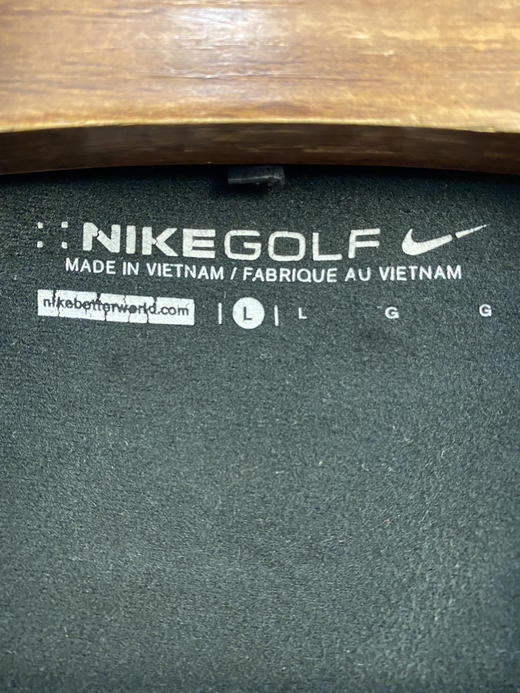 NIKEGOLF
MADE IN VIETNAM / FABRIQUE AU VIETNAM
nikebetterworld.com | L | L G G